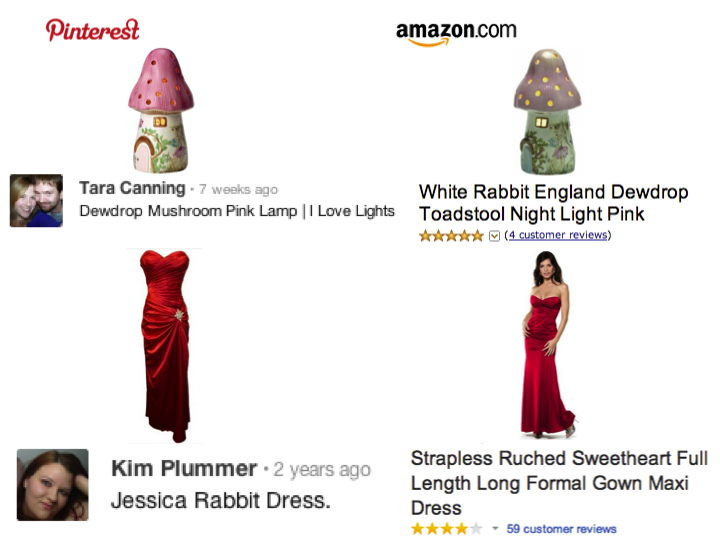 Pinterest
amazon.com
Tara Canning · 7 weeks ago
Dewdrop Mushroom Pink Lamp | I Love Lights
White Rabbit England Dewdrop
Toadstool Night Light Pink
(4 customer reviews)
Kim Plummer · 2 years ago
Jessica Rabbit Dress.
Strapless Ruched Sweetheart Full
Length Long Formal Gown Maxi
Dress
59 customer reviews